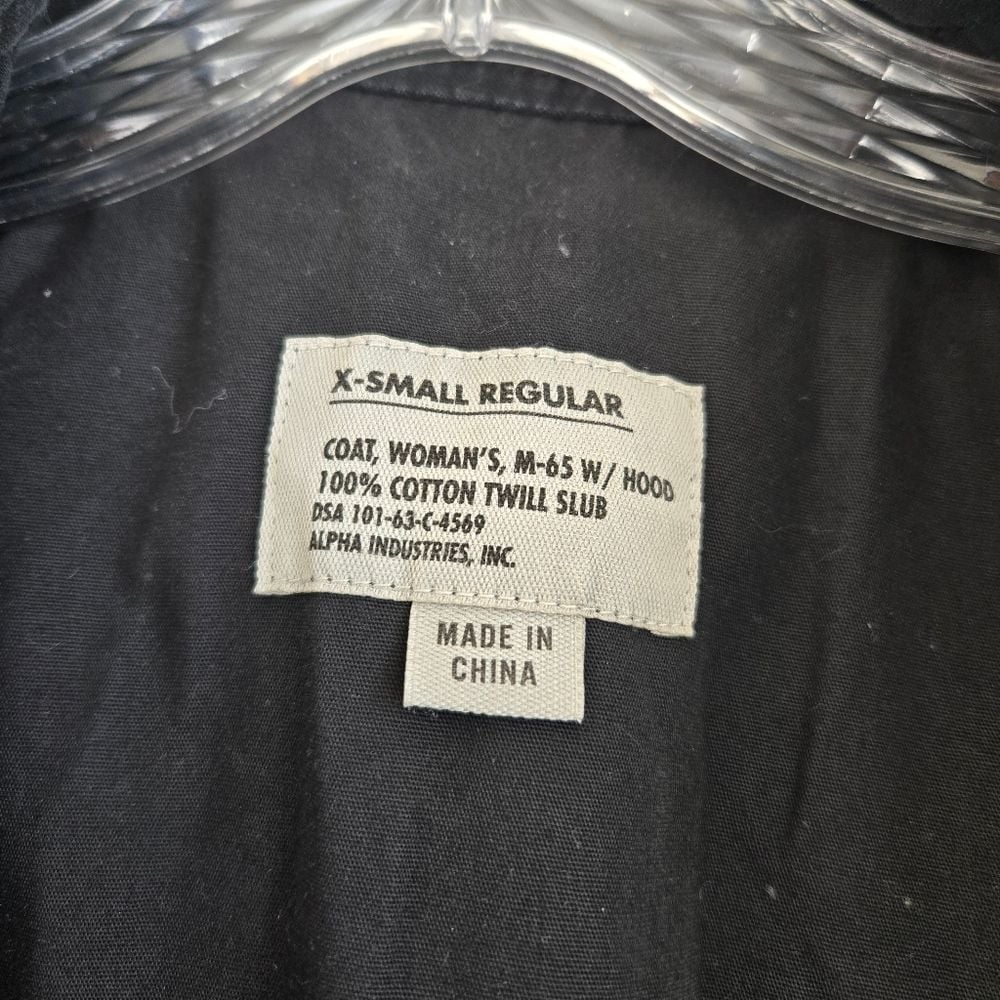 X-SMALL REGULAR
COAT, WOMAN'S, M-65 W/ HOOD
100% COTTON TWILL SLUB
DSA 101-63-C-4569
ALPHA INDUSTRIES, INC.
MADE IN
CHINA